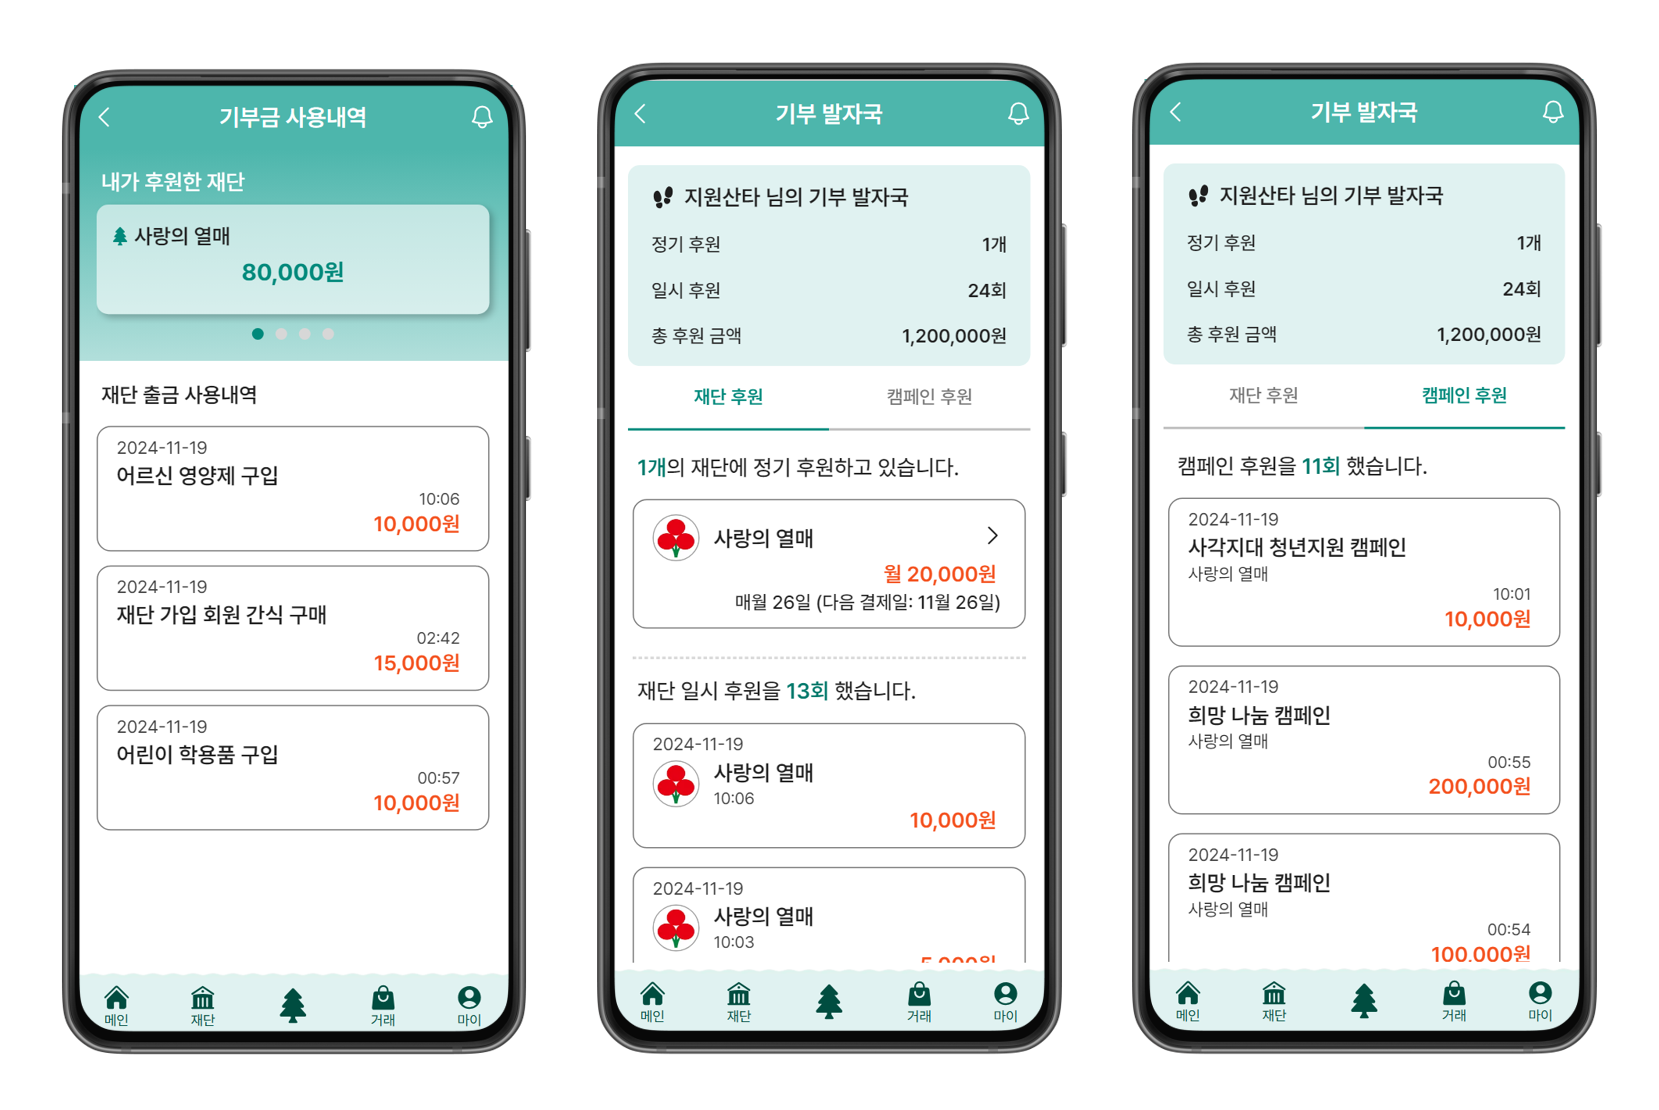 기부금 사용내역
내가 후원한 재단
사랑의 열매
80,000원
재단 출금 사용내역
2024-11-19
어르신 영양제 구입
10:06
10,000원
2024-11-19
재단 가입 회원 간식 구매
02:42
15,000원
2024-11-19
어린이 학용품 구입
00:57
10,000원
메인 재단 거래 마이
기부 발자국
지원산타 님의 기부 발자국
정기 후원 1개
일시 후원 24회
총 후원 금액 1,200,000원
재단 후원 캠페인 후원
1개의 재단에 정기 후원하고 있습니다.
사랑의 열매
월 20,000원
매월 26일 (다음 결제일: 11월 26일)
재단 일시 후원을 13회 했습니다.
2024-11-19
사랑의 열매
10:06
10,000원
2024-11-19
사랑의 열매
10:03
5,000원
메인 재단 거래 마이
기부 발자국
지원산타 님의 기부 발자국
정기 후원 1개
일시 후원 24회
총 후원 금액 1,200,000원
재단 후원 캠페인 후원
캠페인 후원을 11회 했습니다.
2024-11-19
사각지대 청년지원 캠페인
사랑의 열매
10:01
10,000원
2024-11-19
희망 나눔 캠페인
사랑의 열매
00:55
200,000원
2024-11-19
희망 나눔 캠페인
사랑의 열매
00:54
100,000원
메인 재단 거래 마이